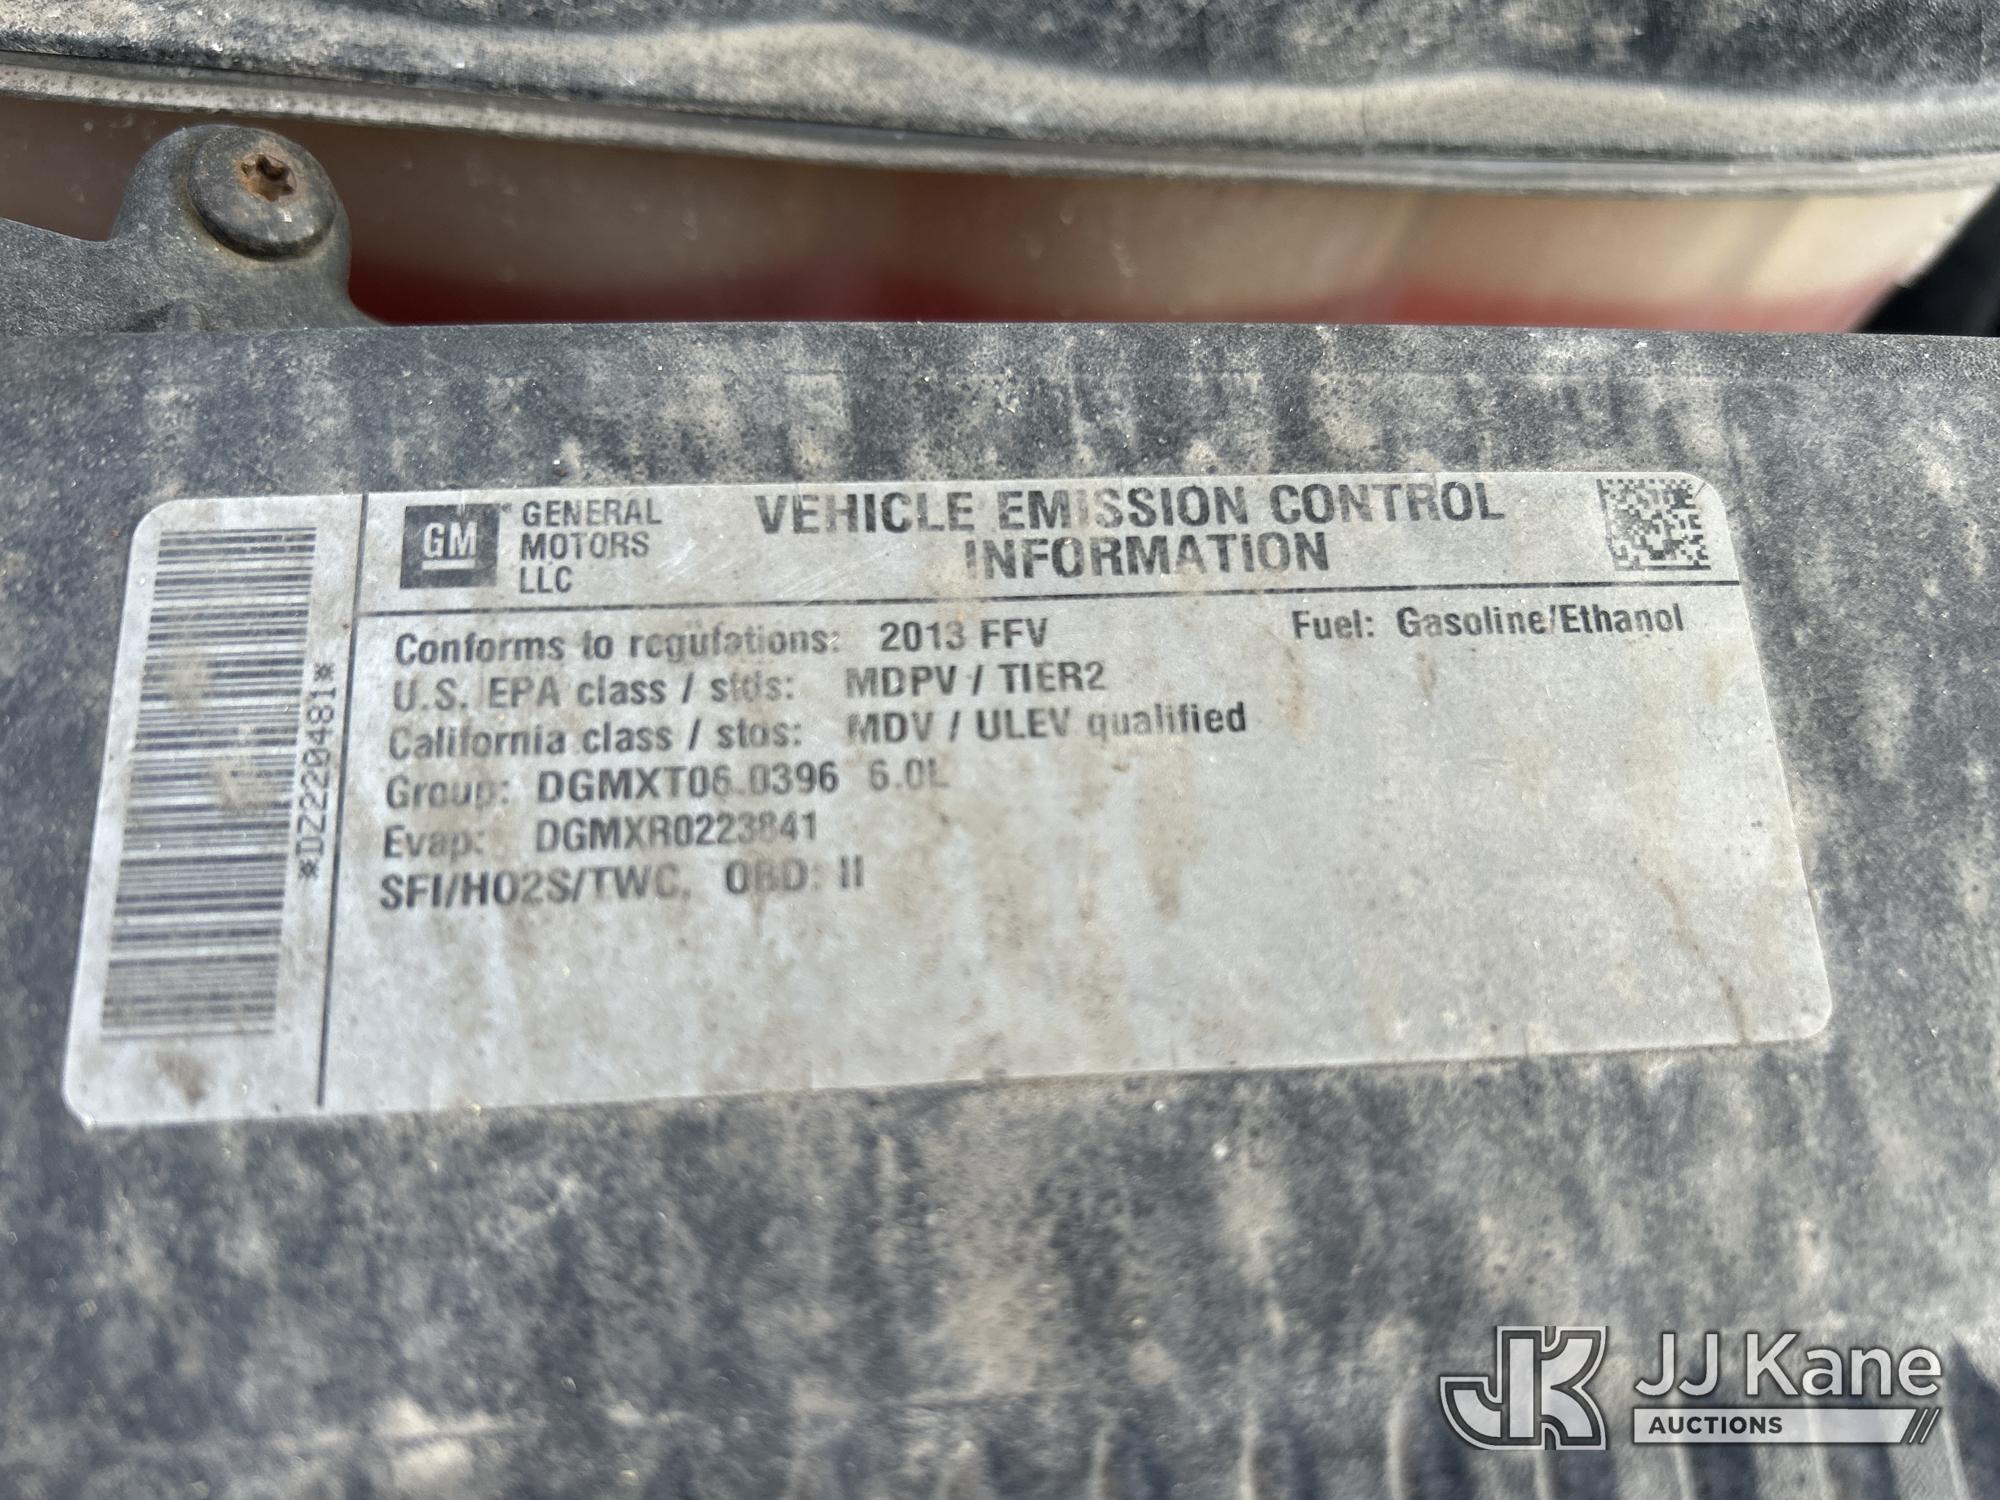 GM GENERAL MOTORS LLC
VEHICLE EMISSION CONTROL
INFORMATION
*DZ220481*
Conforms to regulations: 2013 FFV Fuel: Gasoline/Ethanol
U.S. EPA class / stds: MDPV / TIER2
California class / stds: MDV / ULEV qualified
Group: DGMXT06.0396 6.0L
Evap: DGMXR0223841
SFI/HO2S/TWC, OBD: II
JK JJ Kane
AUCTIONS